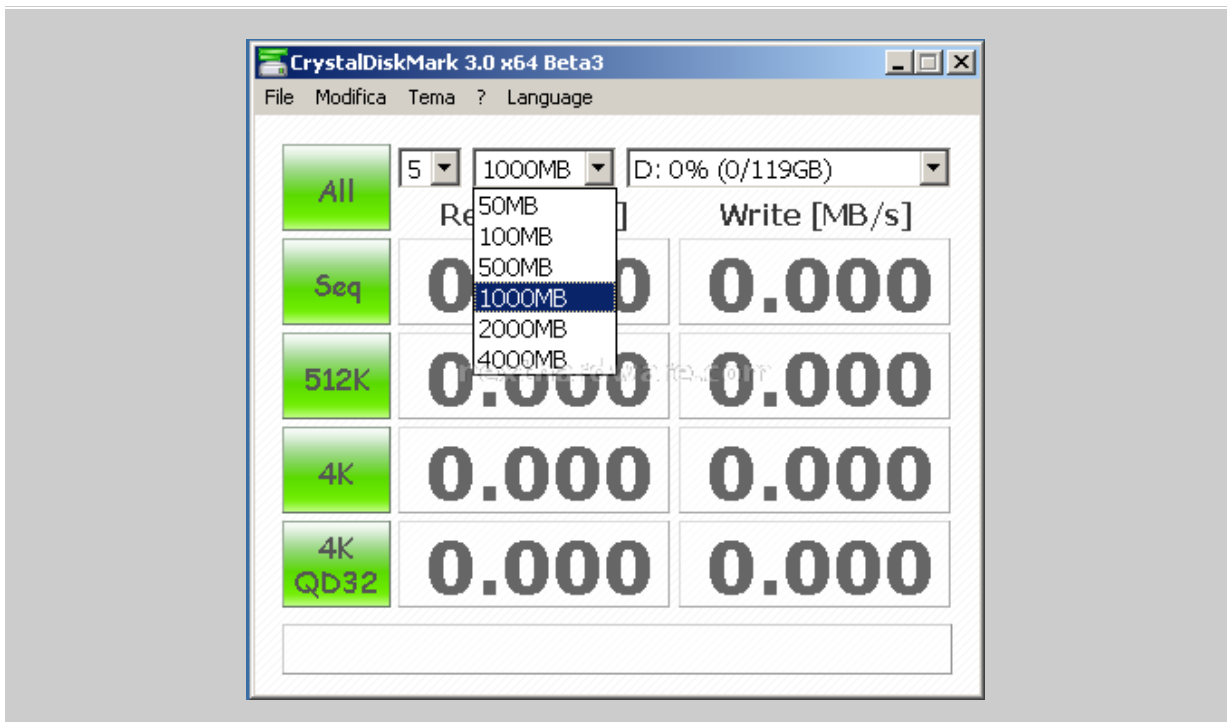 CrystalDiskMark 3.0 x64 Beta3
File Modifica Tema ? Language
All
5 1000MB D: 0% (0/119GB)
50MB
100MB
500MB
1000MB
2000MB
4000MB
Write [MB/s]
Seq
0.000
512K
0.000 0.000
4K
0.000 0.000
4K
QD32
0.000 0.000